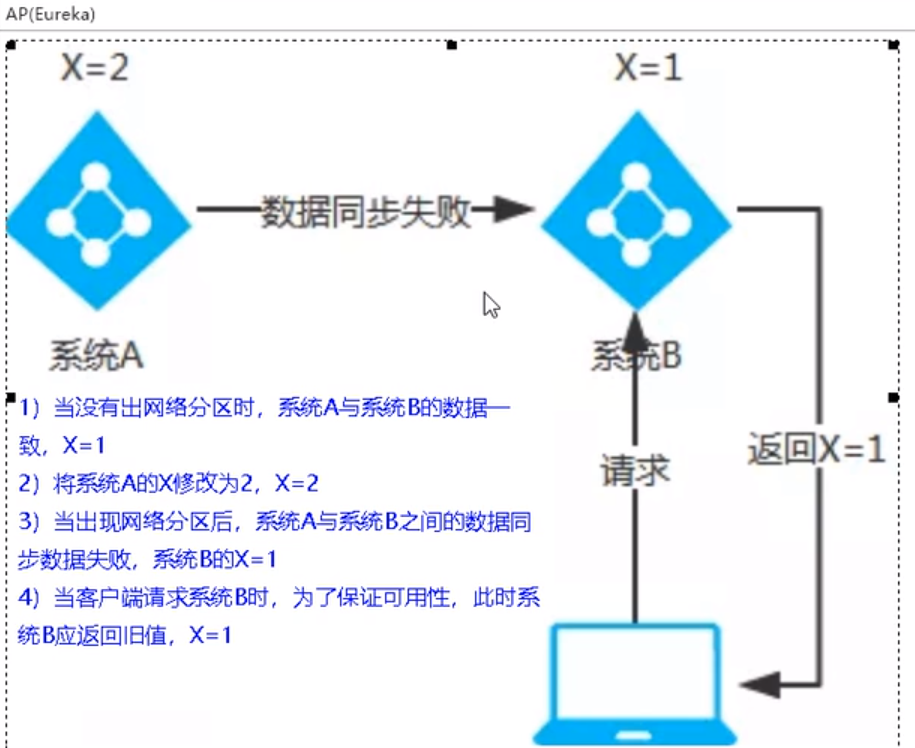 AP(Eureka)
X=2
X=1
数据同步失败
系统A
系统B
1）当没有出网络分区时，系统A与系统B的数据一
致，X=1
2）将系统A的X修改为2，X=2
3）当出现网络分区后，系统A与系统B之间的数据同
步数据失败，系统B的X=1
4）当客户端请求系统B时，为了保证可用性，此时系
统B应返回旧值，X=1
请求
返回X=1